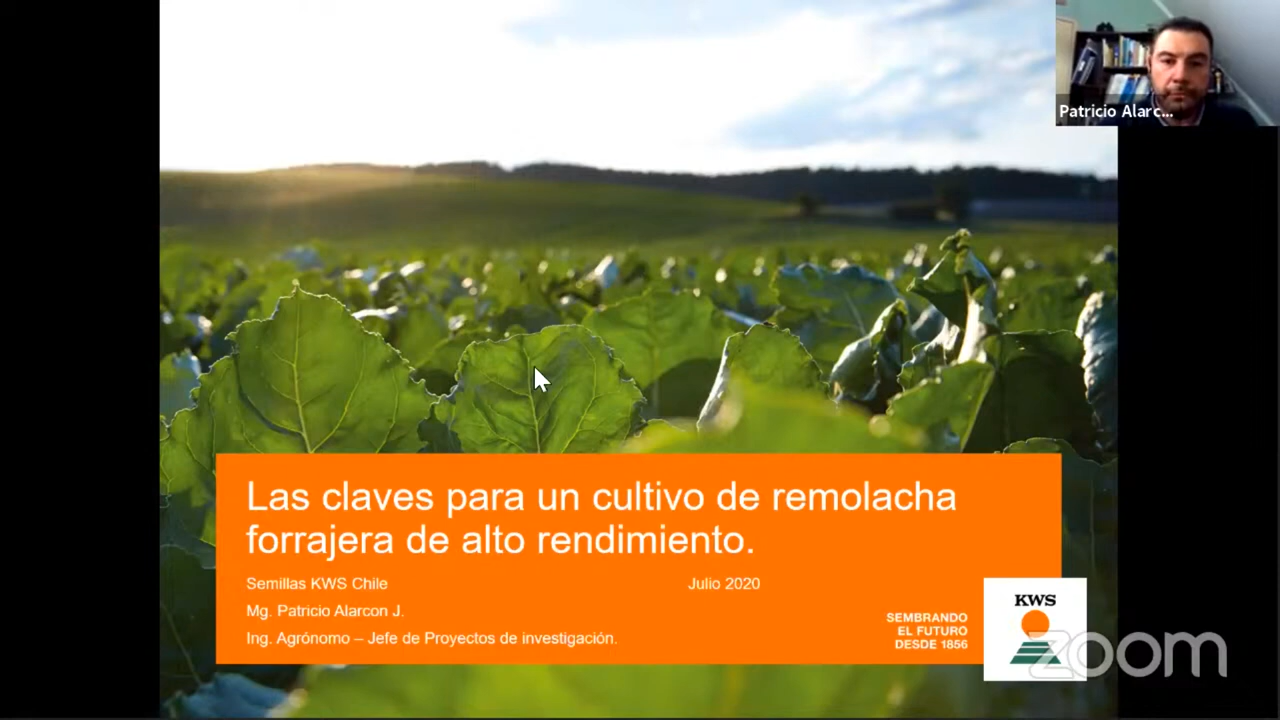 Patricio Alarc...
Las claves para un cultivo de remolacha
forrajera de alto rendimiento.
Semillas KWS Chile
Julio 2020
Mg. Patricio Alarcon J.
Ing. Agrónomo – Jefe de Proyectos de investigación.
SEMBRANDO
EL FUTURO
DESDE 1856
KWS
zoom